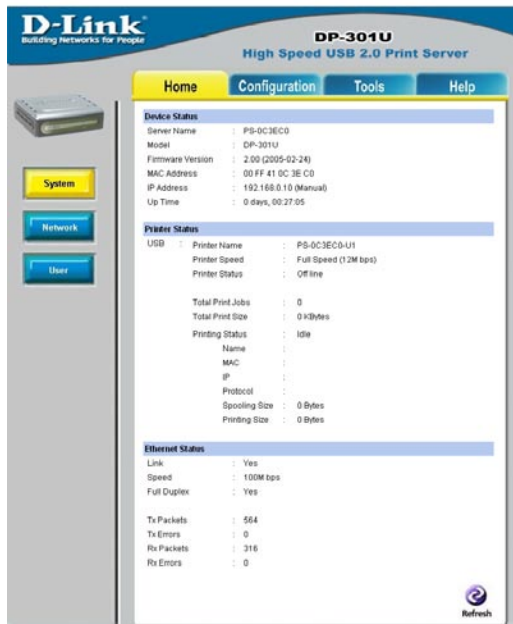 D-Link
Building Networks for People
DP-301U
High Speed USB 2.0 Print Server
Home Configuration Tools Help
System
Network
User
Device Status
Server Name : PS-0C3EC0
Model : DP-301U
Firmware Version : 2.00 (2005-02-24)
MAC Address : 00 FF 41 0C 3E C0
IP Address : 192.168.0.10 (Manual)
Up Time : 0 days, 00:27:05
Printer Status
USB : Printer Name : PS-0C3EC0-U1
Printer Speed : Full Speed (12M bps)
Printer Status : Off line
Total Print Jobs : 0
Total Print Size : 0 KBytes
Printing Status : Idle
Name :
MAC :
IP :
Protocol :
Spooling Size : 0 Bytes
Printing Size : 0 Bytes
Ethernet Status
Link : Yes
Speed : 100M bps
Full Duplex : Yes
Tx Packets : 564
Tx Errors : 0
Rx Packets : 316
Rx Errors : 0
Refresh